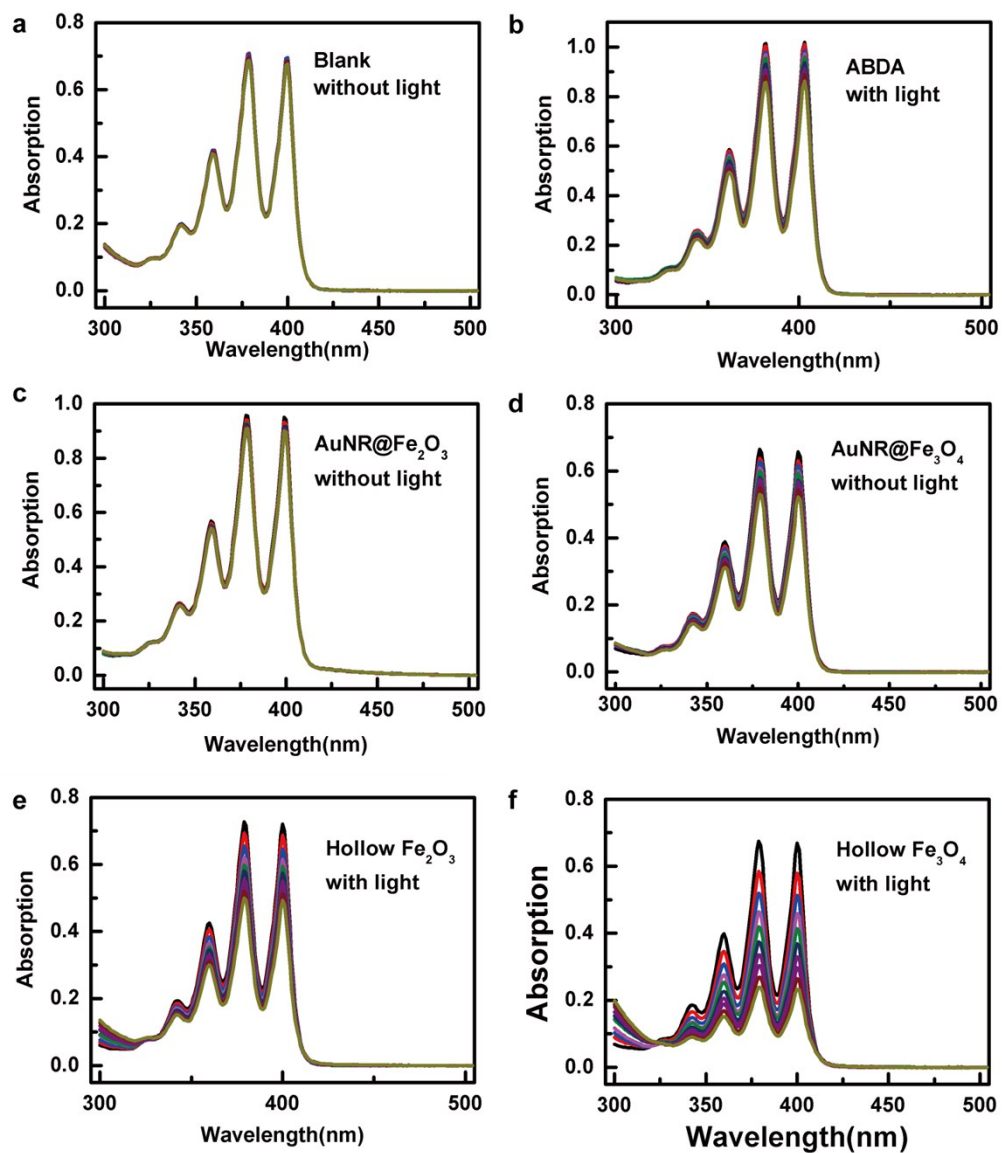 a
0.8
0.6
0.4
0.2
0.0
Absorption
Blank
without light
300 350 400 450 500
Wavelength(nm)
b
1.0
0.8
0.6
0.4
0.2
0.0
Absorption
ABDA
with light
300 350 400 450 500
Wavelength(nm)
c
1.0
0.8
0.6
0.4
0.2
0.0
Absorption
AuNR@Fe₂O₃
without light
300 350 400 450 500
Wavelength(nm)
d
0.8
0.6
0.4
0.2
0.0
Absorption
AuNR@Fe₃O₄
without light
300 350 400 450 500
Wavelength(nm)
e
0.8
0.6
0.4
0.2
0.0
Absorption
Hollow Fe₂O₃
with light
300 350 400 450 500
Wavelength(nm)
f
0.8
0.6
0.4
0.2
0.0
Absorption
Hollow Fe₃O₄
with light
300 350 400 450 500
Wavelength(nm)